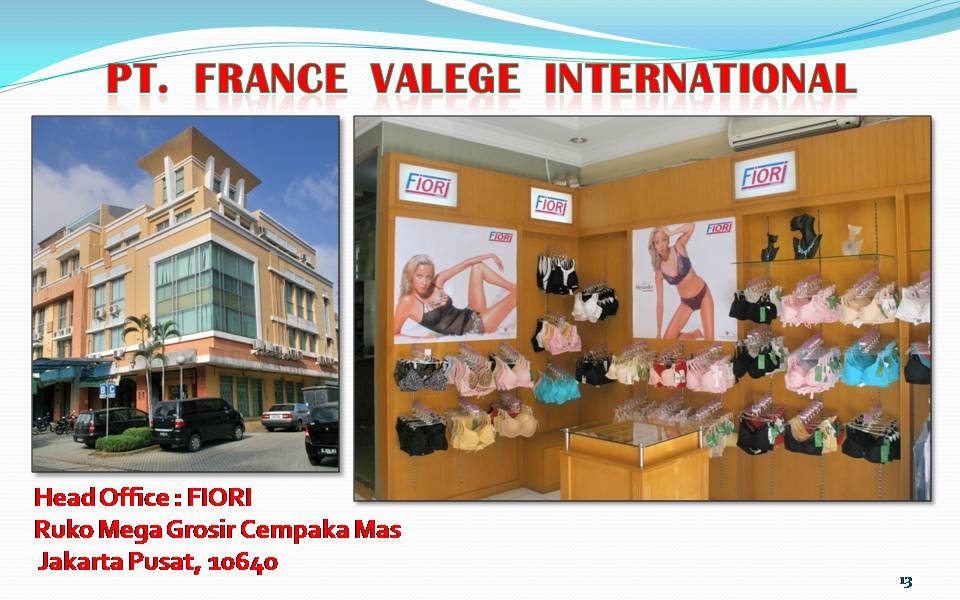 PT. FRANCE VALEGE INTERNATIONAL
FIORI
FIORI
FIORI
FIORI
FIORI
B C
Head Office : FIORI
Ruko Mega Grosir Cempaka Mas
Jakarta Pusat, 10640
13